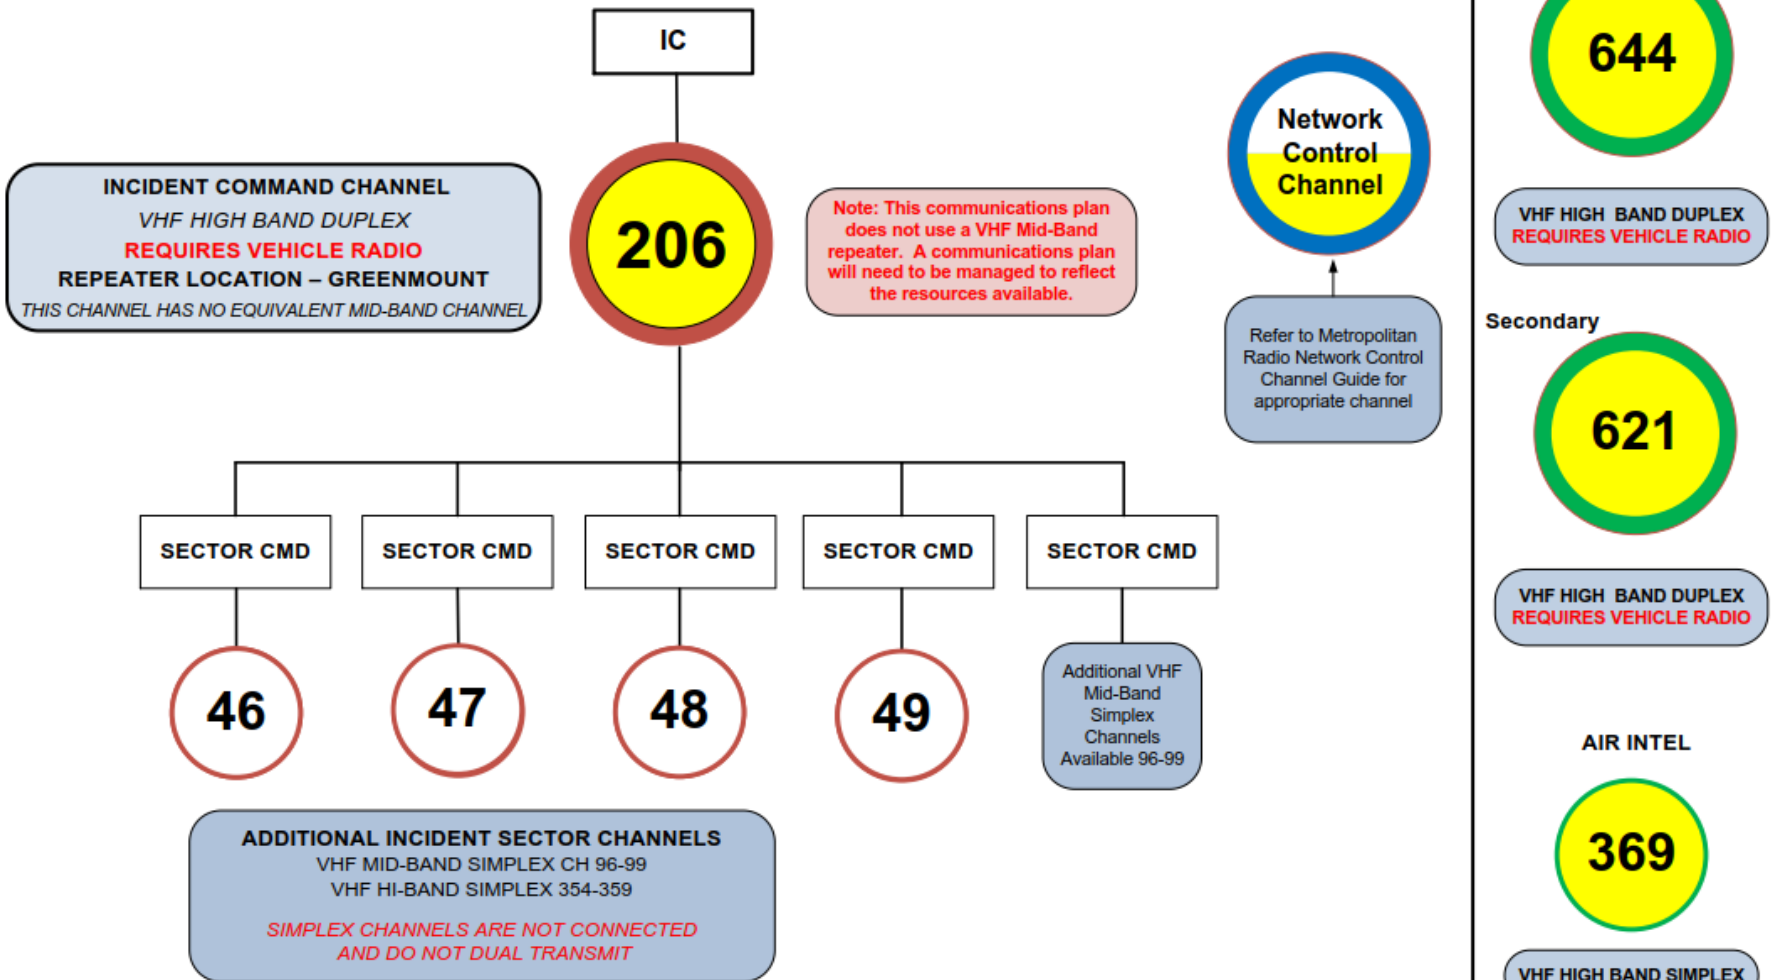 IC
INCIDENT COMMAND CHANNEL
VHF HIGH BAND DUPLEX
REQUIRES VEHICLE RADIO
REPEATER LOCATION – GREENMOUNT
THIS CHANNEL HAS NO EQUIVALENT MID-BAND CHANNEL
206
Note: This communications plan
does not use a VHF Mid-Band
repeater.  A communications plan
will need to be managed to reflect
the resources available.
Network
Control
Channel
Refer to Metropolitan
Radio Network Control
Channel Guide for
appropriate channel
SECTOR CMD
SECTOR CMD
SECTOR CMD
SECTOR CMD
SECTOR CMD
46
47
48
49
Additional VHF
Mid-Band
Simplex
Channels
Available 96-99
ADDITIONAL INCIDENT SECTOR CHANNELS
VHF MID-BAND SIMPLEX CH 96-99
VHF HI-BAND SIMPLEX 354-359
SIMPLEX CHANNELS ARE NOT CONNECTED
AND DO NOT DUAL TRANSMIT
644
VHF HIGH  BAND DUPLEX
REQUIRES VEHICLE RADIO
Secondary
621
VHF HIGH  BAND DUPLEX
REQUIRES VEHICLE RADIO
AIR INTEL
369
VHF HIGH BAND SIMPLEX